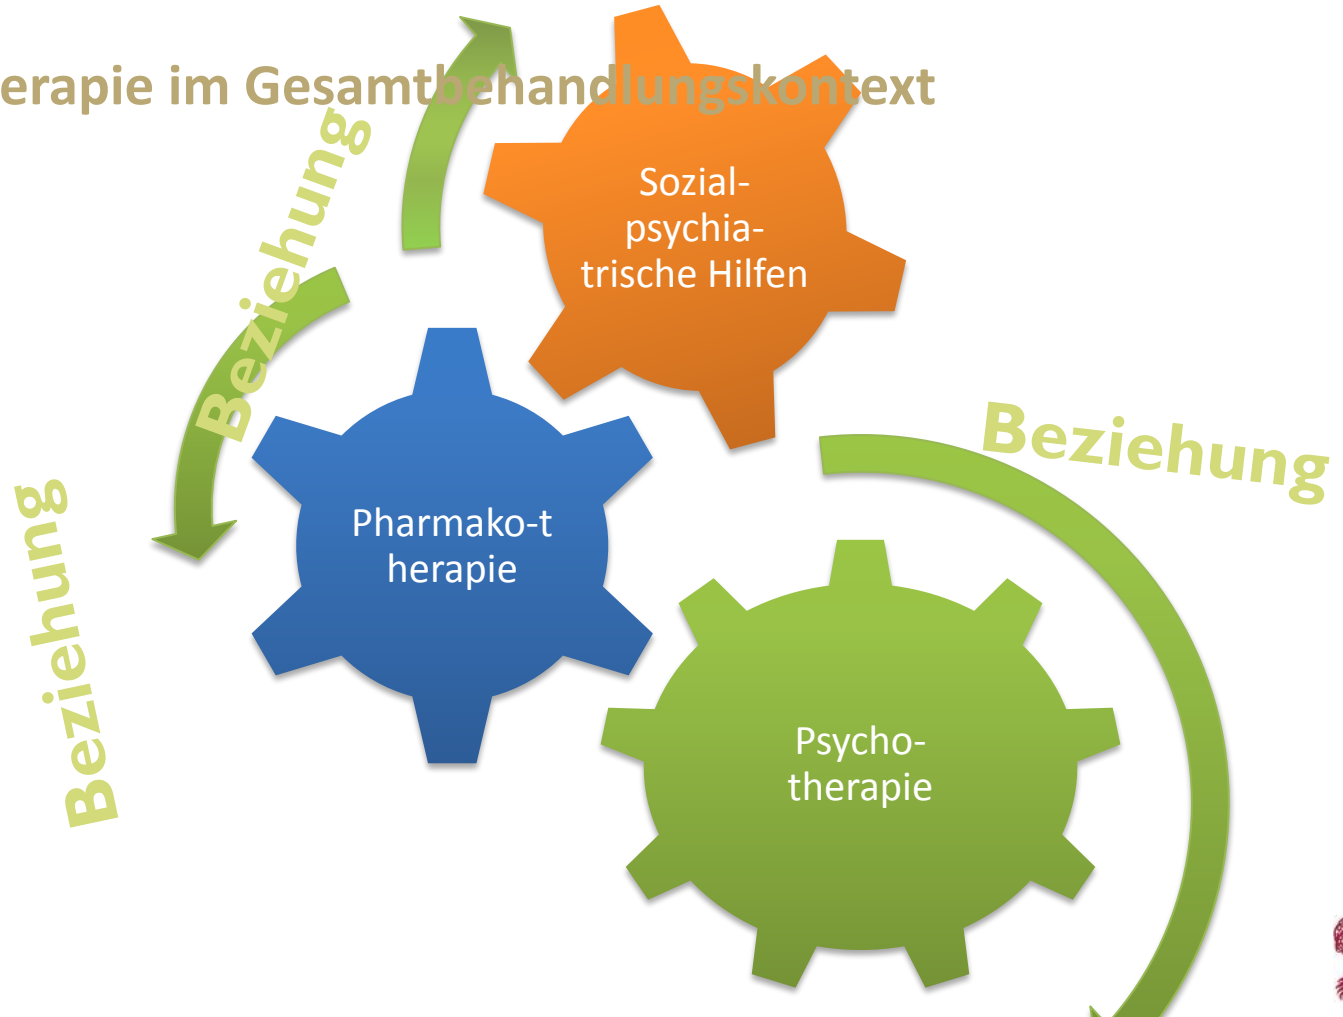 erapie im Gesamtbehandlungskontext
Beziehung
Sozial-
psychia-
trische Hilfen
Beziehung
Beziehung
Pharmako-t
herapie
Psycho-
therapie